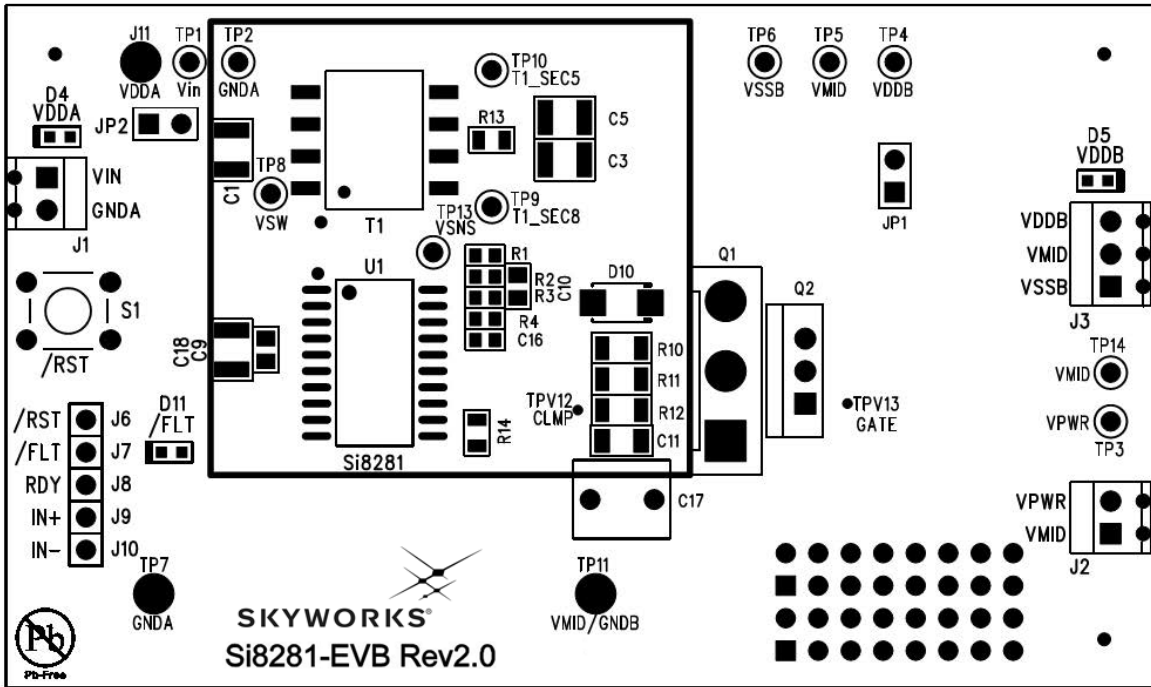 J11
TP1
TP2
VDDA
Vin
GNDA
TP10
T1_SEC5
TP6
TP5
TP4
VSSB
VMID
VDDB
D4
VDDA
JP2
R13
C5
C3
D5
VDDB
VIN
GNDA
J1
C1
TP8
VSW
T1
TP9
T1_SEC8
TP13
VSNS
JP1
VDDB
VMID
VSSB
J3
S1
/RST
U1
R1
R2
R3
C10
R4
C16
D10
Q1
Q2
C18
C9
R10
R11
R12
C11
TPV12
CLMP
TPV13
GATE
TP14
VMID
VPWR
TP3
/RST
J6
/FLT
J7
RDY
J8
IN+
J9
IN-
J10
D11
/FLT
R14
Si8281
C17
VPWR
VMID
J2
TP7
GNDA
TP11
VMID/GNDB
SKYWORKS®
Si8281-EVB Rev2.0
Pb
Pb-Free